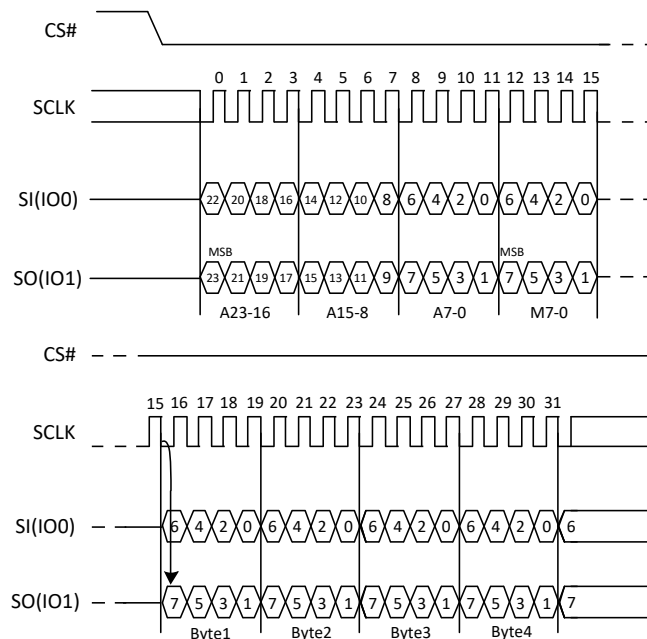 CS#
0 1 2 3 4 5 6 7 8 9 10 11 12 13 14 15
SCLK
SI(IO0) 22 20 18 16 14 12 10 8 6 4 2 0 6 4 2 0
MSB MSB
SO(IO1) 23 21 19 17 15 13 11 9 7 5 3 1 7 5 3 1
A23-16 A15-8 A7-0 M7-0
CS#
15 16 17 18 19 20 21 22 23 24 25 26 27 28 29 30 31
SCLK
SI(IO0) 6 4 2 0 6 4 2 0 6 4 2 0 6 4 2 0 6
SO(IO1) 7 5 3 1 7 5 3 1 7 5 3 1 7 5 3 1 7
Byte1 Byte2 Byte3 Byte4